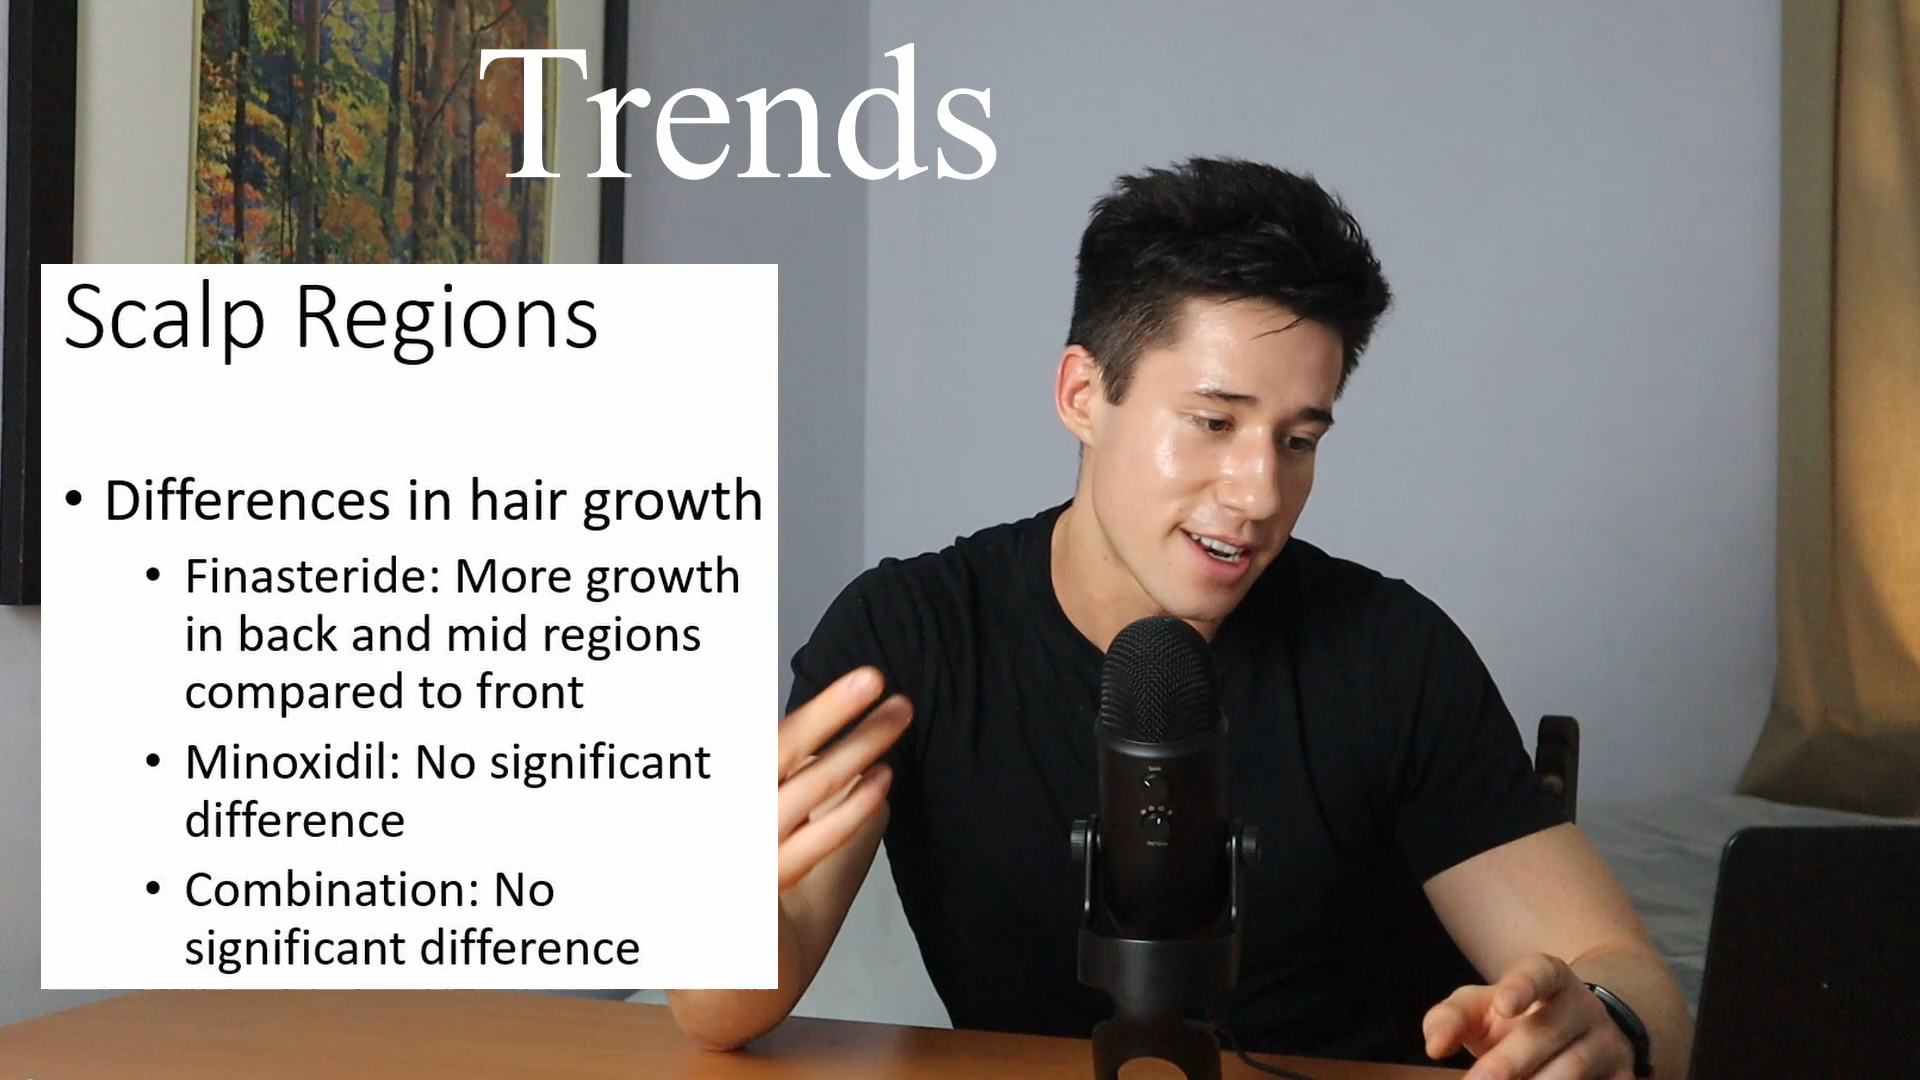 Trends
Scalp Regions
• Differences in hair growth
• Finasteride: More growth
in back and mid regions
compared to front
• Minoxidil: No significant
difference
• Combination: No
significant difference